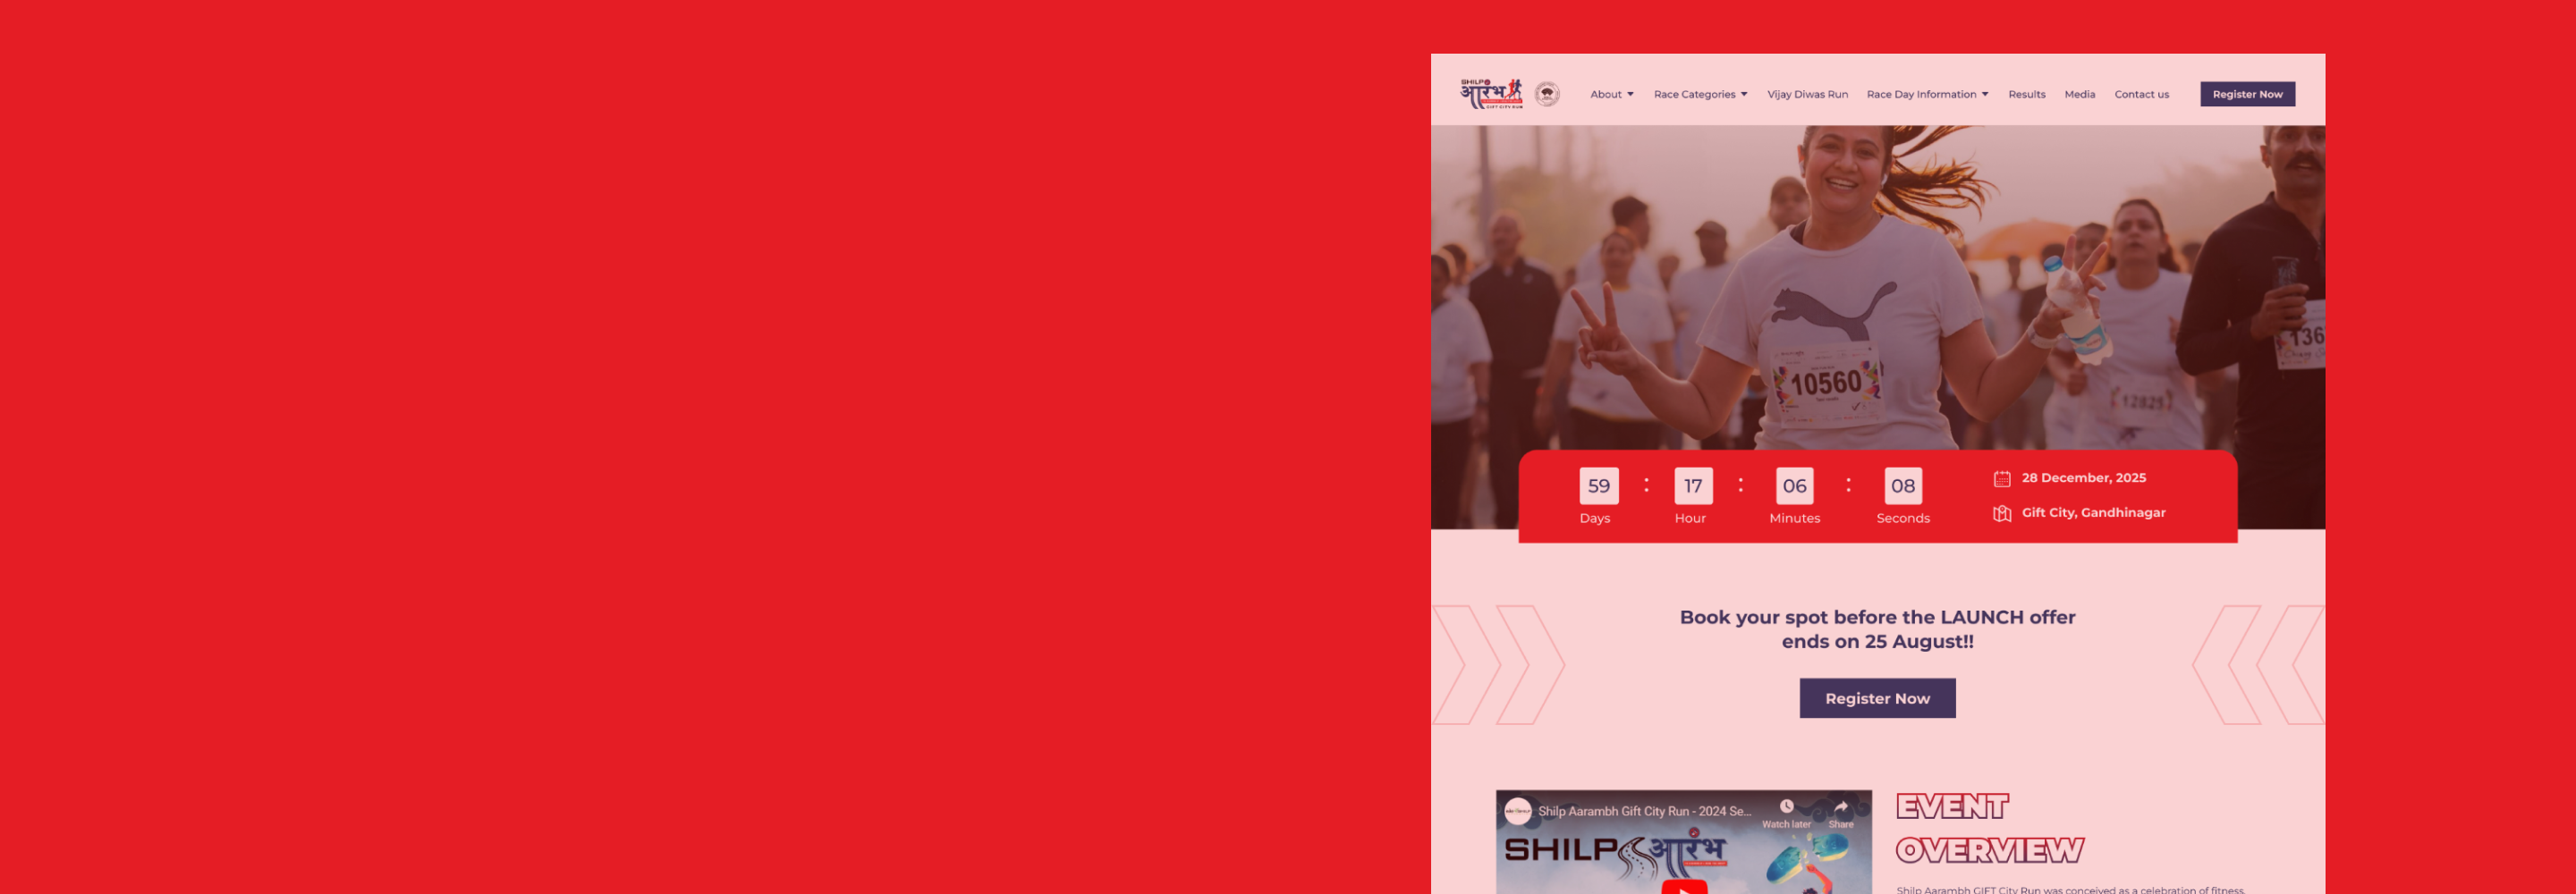 SHILP
आरंभ
GIFT CITY RUN
About
Race Categories
Vijay Diwas Run
Race Day Information
Results
Media
Contact us
Register Now
10560
12825
136
59 : 17 : 06 : 08
Days Hour Minutes Seconds
28 December, 2025
Gift City, Gandhinagar
Book your spot before the LAUNCH offer
ends on 25 August!!
Register Now
Shilp Aarambh Gift City Run - 2024 Se...
Watch later
Share
SHILP आरंभ
EVENT
OVERVIEW
Shilp Aarambh GIFT City Run was conceived as a celebration of fitness,